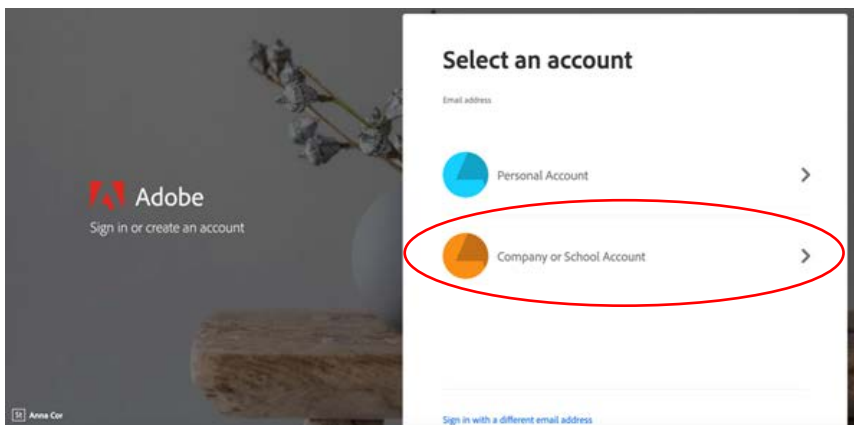 Adobe
Sign in or create an account
St Anna Cor
Select an account
Email address
Personal Account
Company or School Account
Sign in with a different email address